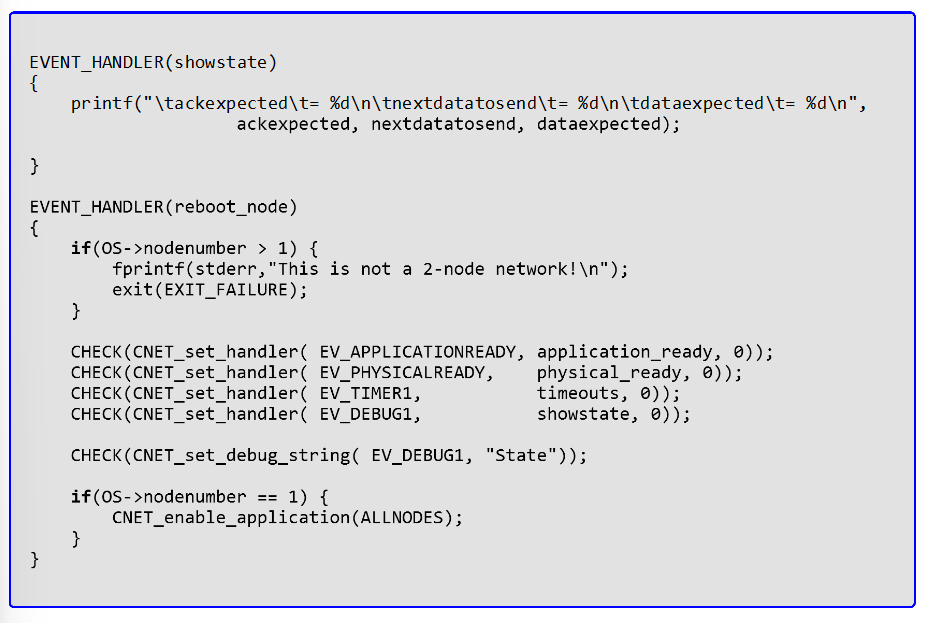 EVENT_HANDLER(showstate)
{
    printf("\tackexpected\t= %d\n\tnextdatatosend\t= %d\n\tdataexpected\t= %d\n",
                    ackexpected, nextdatatosend, dataexpected);
}
EVENT_HANDLER(reboot_node)
{
    if(OS->nodenumber > 1) {
        fprintf(stderr,"This is not a 2-node network!\n");
        exit(EXIT_FAILURE);
    }
    CHECK(CNET_set_handler( EV_APPLICATIONREADY, application_ready, 0));
    CHECK(CNET_set_handler( EV_PHYSICALREADY,    physical_ready, 0));
    CHECK(CNET_set_handler( EV_TIMER1,           timeouts, 0));
    CHECK(CNET_set_handler( EV_DEBUG1,           showstate, 0));
    CHECK(CNET_set_debug_string( EV_DEBUG1, "State"));
    if(OS->nodenumber == 1) {
        CNET_enable_application(ALLNODES);
    }
}